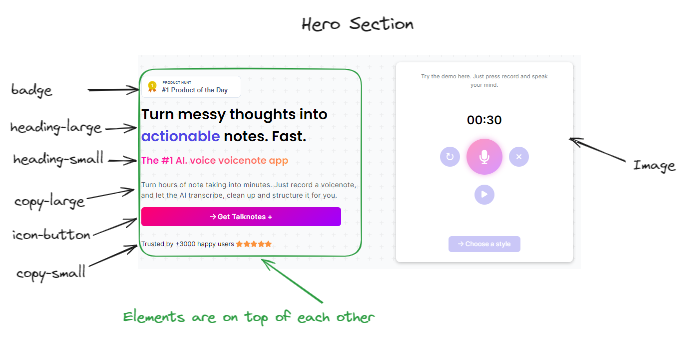 Hero Section
badge
heading-large
heading-small
copy-large
icon-button
copy-small
PRODUCT HUNT
#1 Product of the Day
Turn messy thoughts into
actionable notes. Fast.
The #1 AI. voice voicenote app
Turn hours of note taking into minutes. Just record a voicenote,
and let the AI transcribe, clean up and structure it for you.
→ Get Talknotes +
Trusted by +3000 happy users
Try the demo here. Just press record and speak
your mind.
00:30
→ Choose a style
Image
Elements are on top of each other